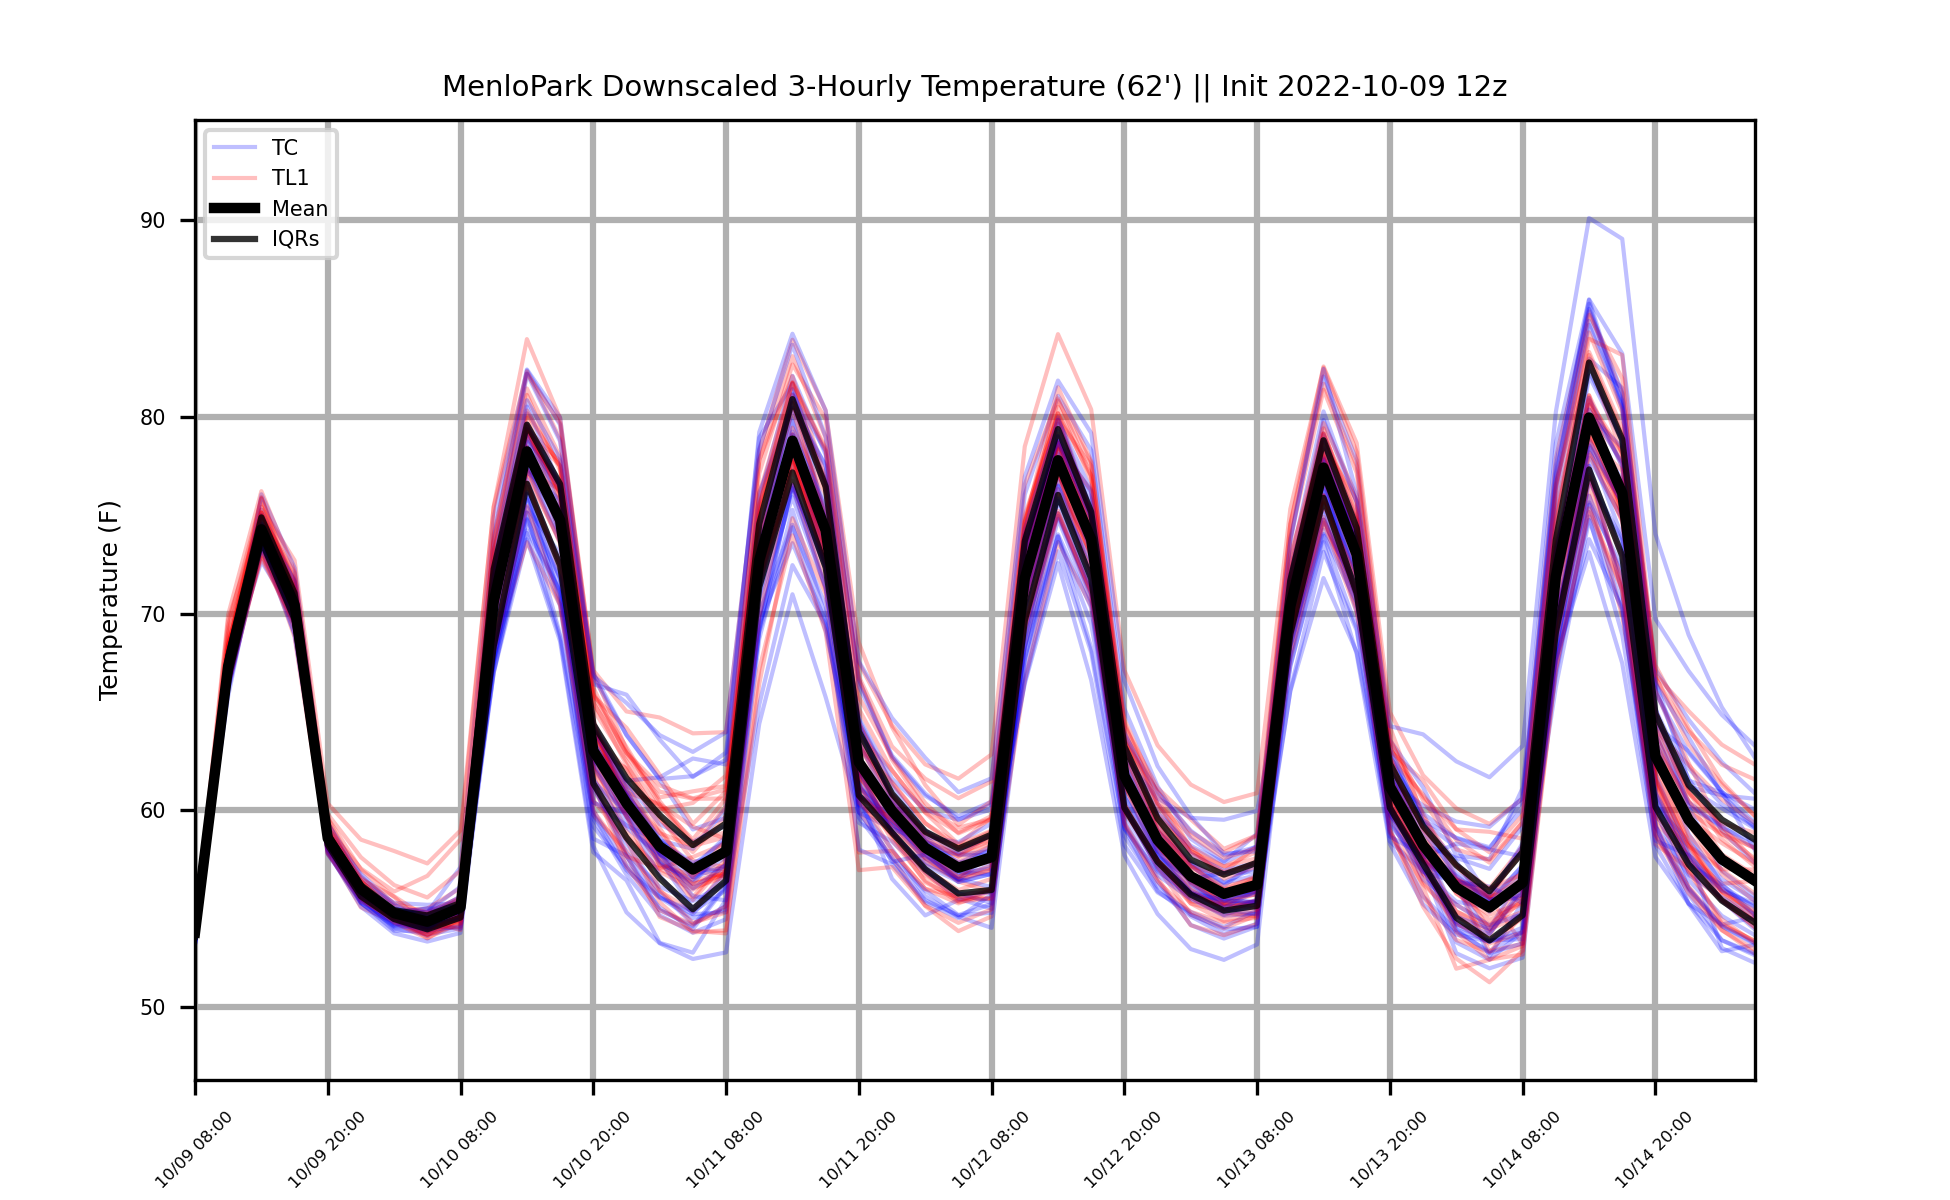 MenloPark Downscaled 3-Hourly Temperature (62') || Init 2022-10-09 12z
TC
TL1
Mean
IQRs
Temperature (F)
90
80
70
60
50
10/09 08:00
10/09 20:00
10/10 08:00
10/10 20:00
10/11 08:00
10/11 20:00
10/12 08:00
10/12 20:00
10/13 08:00
10/13 20:00
10/14 08:00
10/14 20:00